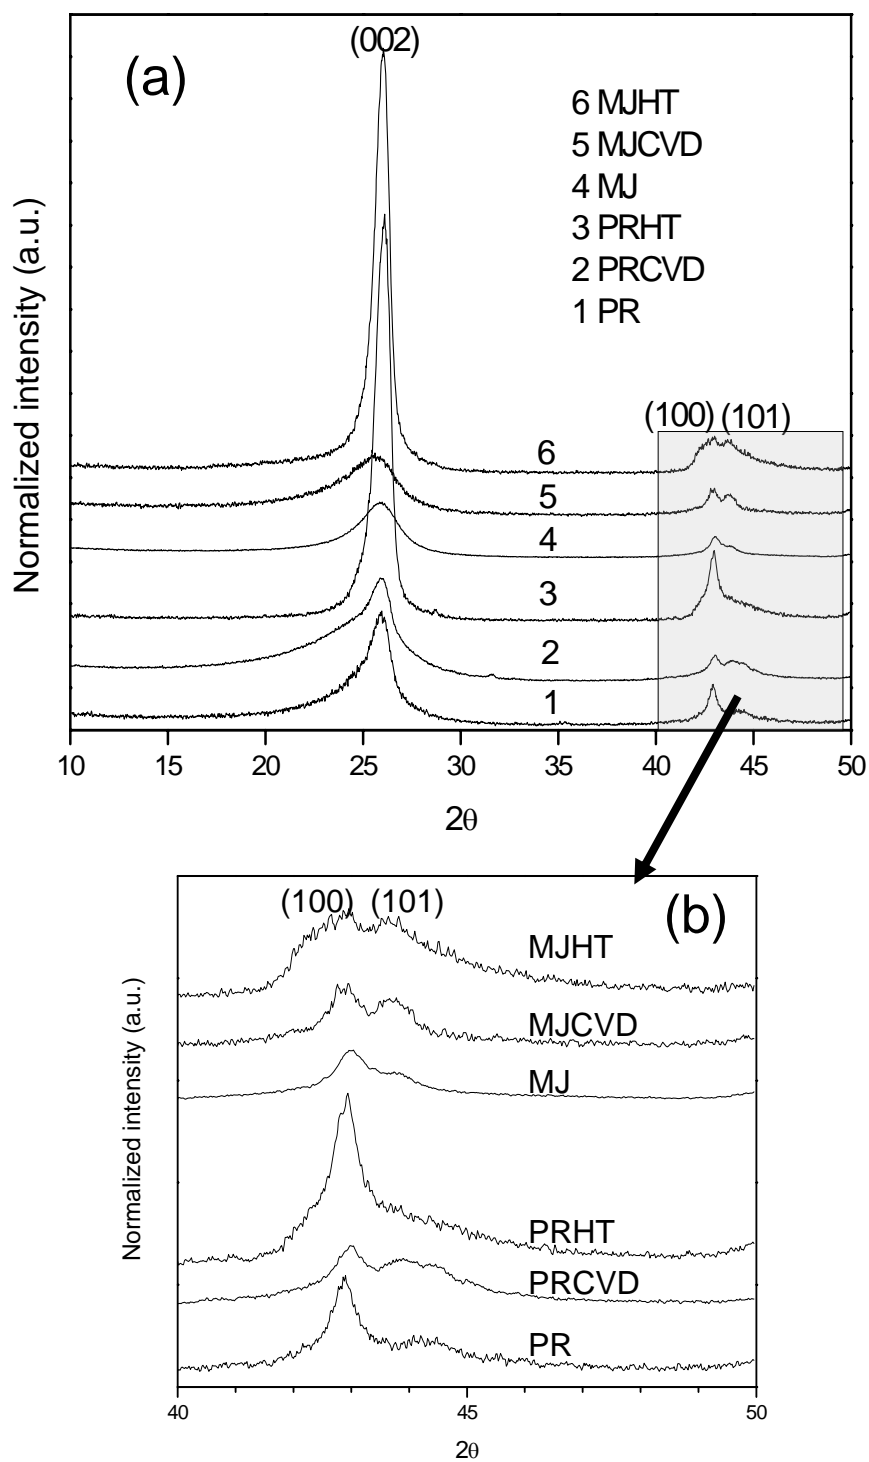 (002)
(a)
6 MJHT
5 MJCVD
4 MJ
3 PRHT
2 PRCVD
1 PR
Normalized intensity (a.u.)
(100) (101)
6
5
4
3
2
1
10 15 20 25 30 35 40 45 50
2θ
(100) (101)
(b)
MJHT
MJCVD
MJ
PRHT
PRCVD
PR
Normalized intensity (a.u.)
40 45 50
2θ